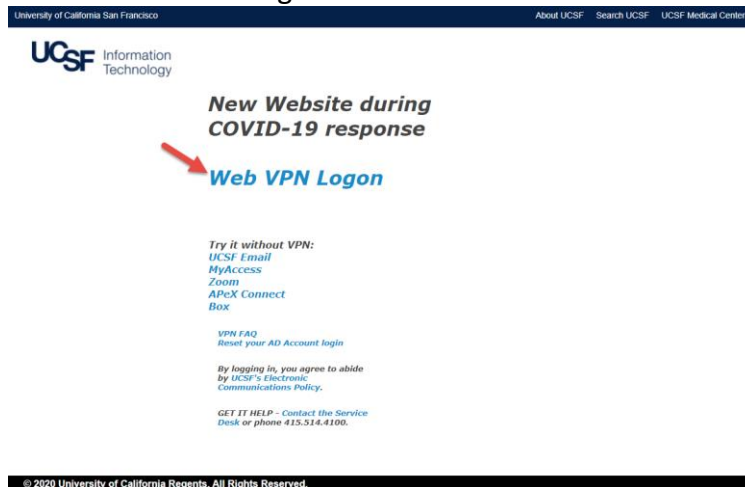 University of California San Francisco
About UCSF Search UCSF UCSF Medical Center
UCSF Information
Technology
New Website during
COVID-19 response
Web VPN Logon
Try it without VPN:
UCSF Email
MyAccess
Zoom
APeX Connect
Box
VPN FAQ
Reset your AD Account login
By logging in, you agree to abide
by UCSF's Electronic
Communications Policy.
GET IT HELP - Contact the Service
Desk or phone 415.514.4100.
© 2020 University of California Regents. All Rights Reserved.